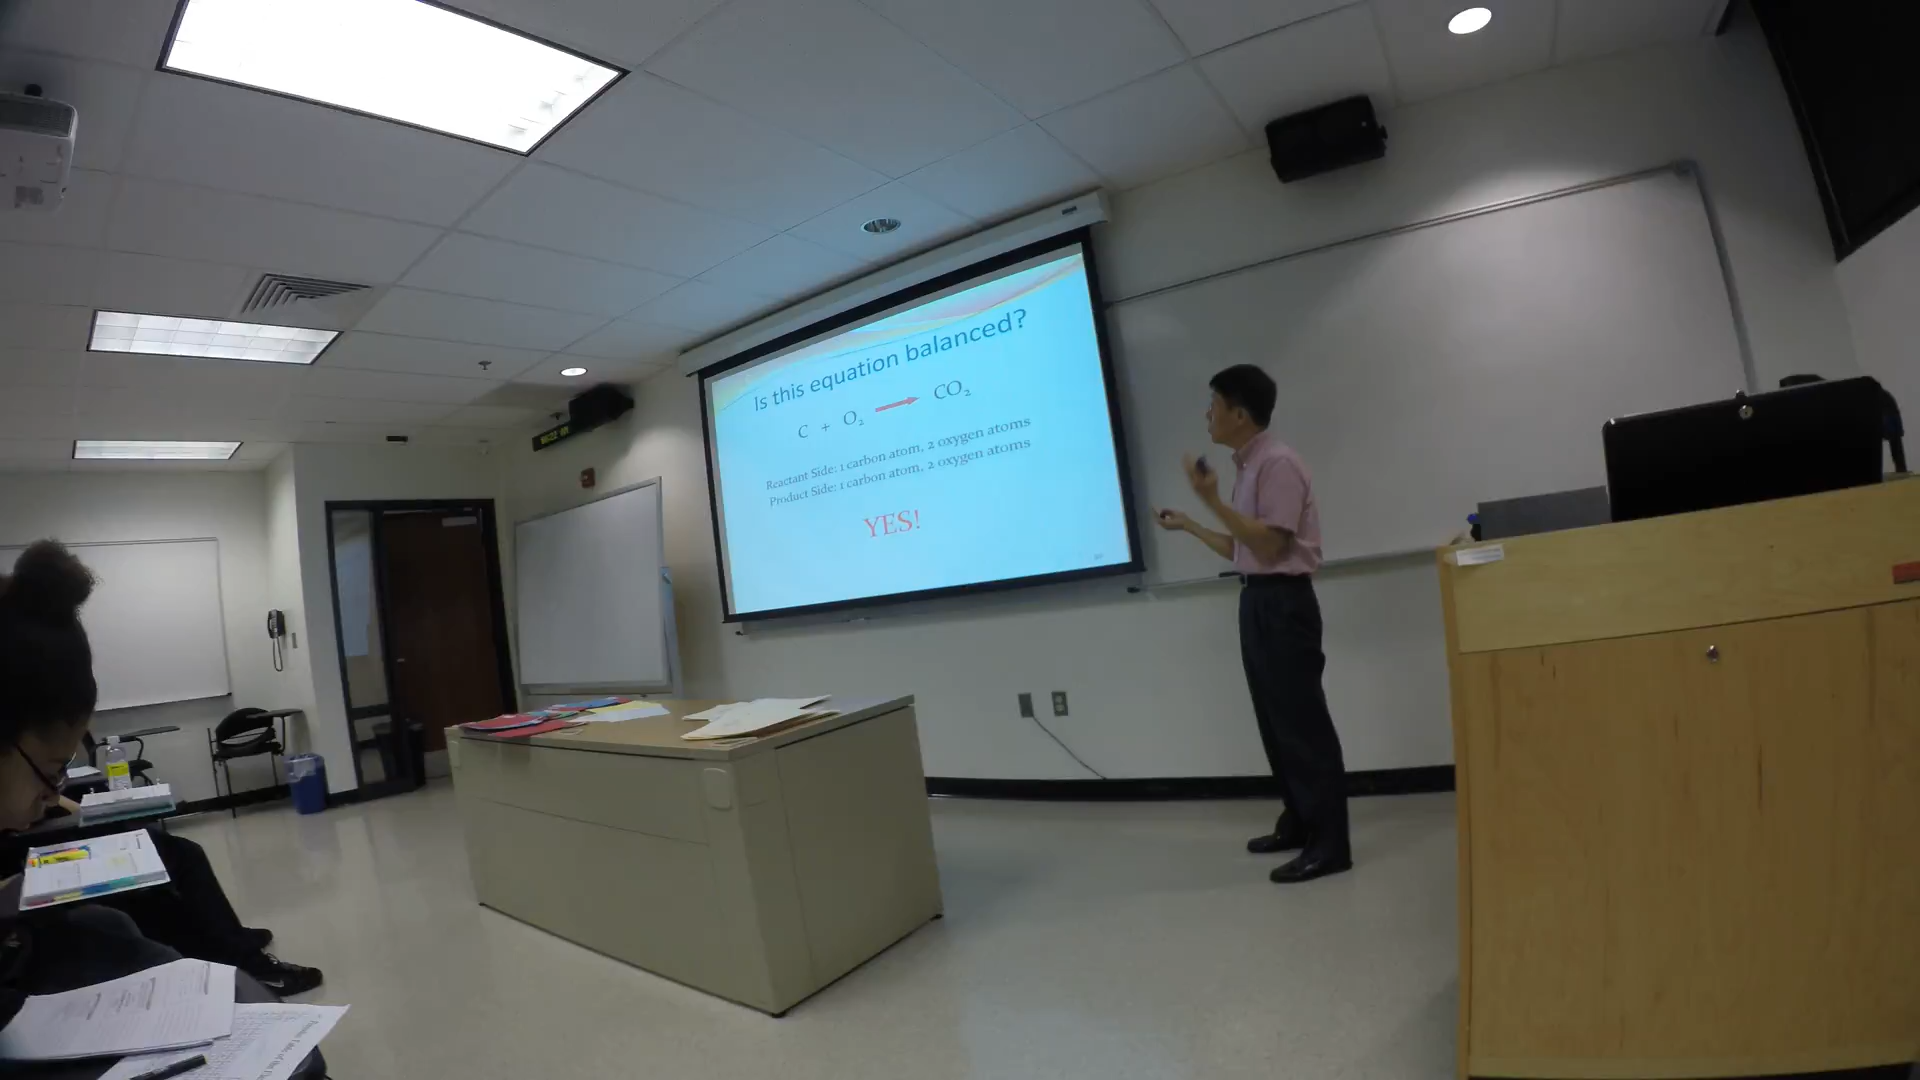 Is this equation balanced?
C + O₂ CO₂
Reactant Side: 1 carbon atom, 2 oxygen atoms
Product Side: 1 carbon atom, 2 oxygen atoms
YES!